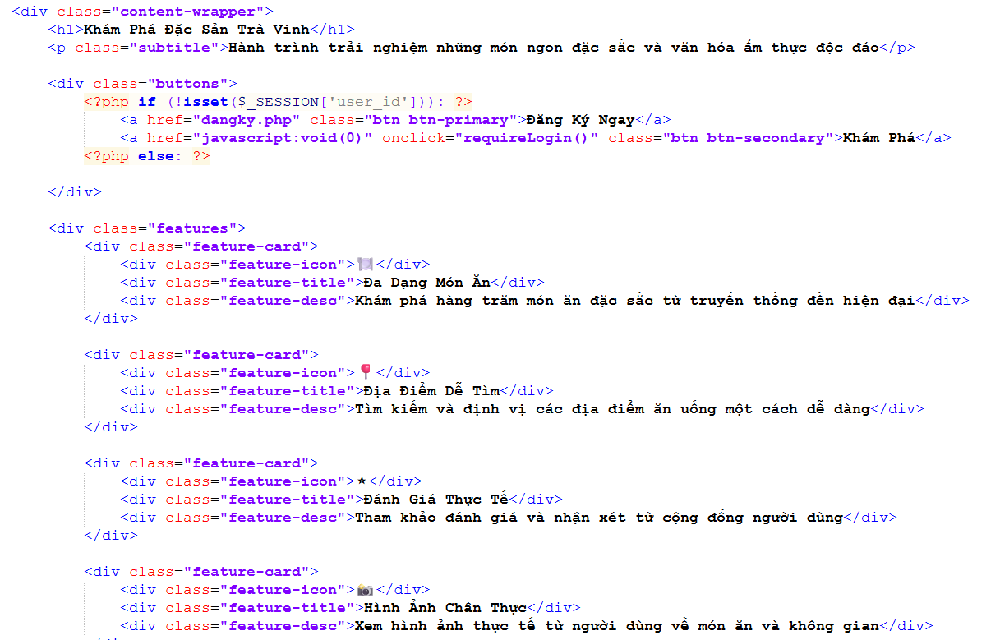 <div class="content-wrapper">
<h1>Khám Phá Đặc Sản Trà Vinh</h1>
<p class="subtitle">Hành trình trải nghiệm những món ngon đặc sắc và văn hóa ẩm thực độc đáo</p>
<div class="buttons">
<?php if (!isset($_SESSION['user_id'])): ?>
<a href="dangky.php" class="btn btn-primary">Đăng Ký Ngay</a>
<a href="javascript:void(0)" onclick="requireLogin()" class="btn btn-secondary">Khám Phá</a>
<?php else: ?>
</div>
<div class="features">
<div class="feature-card">
<div class="feature-icon">🍽️</div>
<div class="feature-title">Đa Dạng Món Ăn</div>
<div class="feature-desc">Khám phá hàng trăm món ăn đặc sắc từ truyền thống đến hiện đại</div>
</div>
<div class="feature-card">
<div class="feature-icon">📍</div>
<div class="feature-title">Địa Điểm Dễ Tìm</div>
<div class="feature-desc">Tìm kiếm và định vị các địa điểm ăn uống một cách dễ dàng</div>
</div>
<div class="feature-card">
<div class="feature-icon">⭐</div>
<div class="feature-title">Đánh Giá Thực Tế</div>
<div class="feature-desc">Tham khảo đánh giá và nhận xét từ cộng đồng người dùng</div>
</div>
<div class="feature-card">
<div class="feature-icon">📸</div>
<div class="feature-title">Hình Ảnh Chân Thực</div>
<div class="feature-desc">Xem hình ảnh thực tế từ người dùng về món ăn và không gian</div>